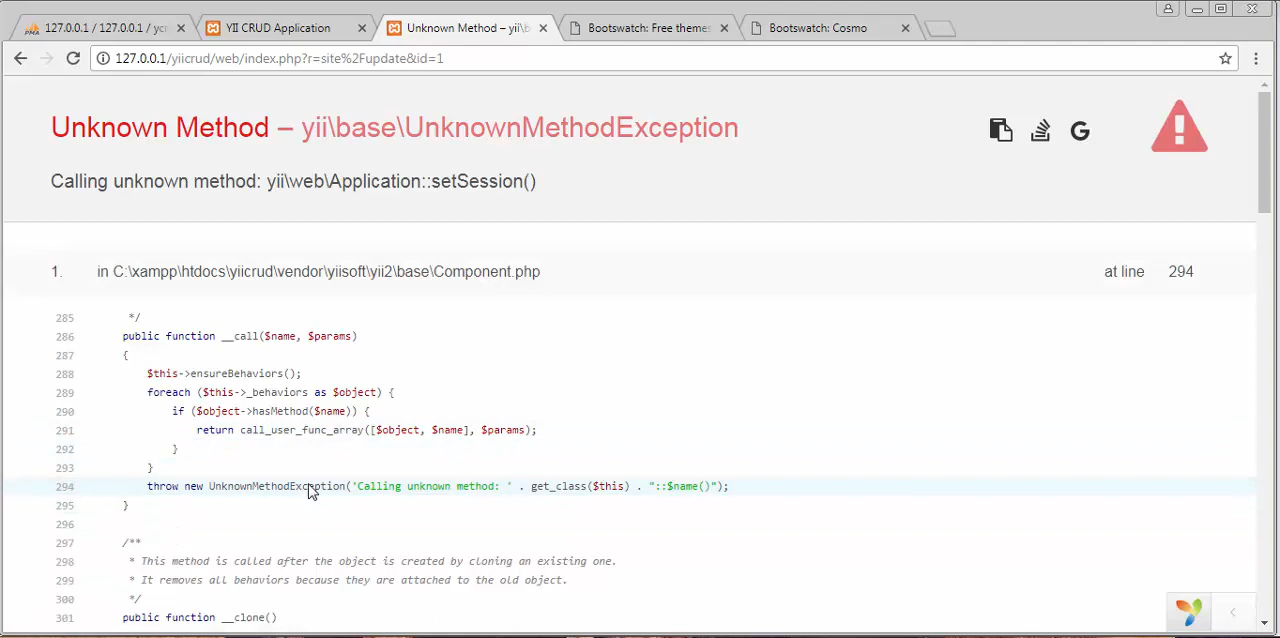 127.0.0.1 / 127.0.0.1 / ycr
YII CRUD Application
Unknown Method – yii\b
Bootswatch: Free theme
Bootswatch: Cosmo
127.0.0.1/yiicrud/web/index.php?r=site%2Fupdate&id=1
Unknown Method – yii\base\UnknownMethodException
Calling unknown method: yii\web\Application::setSession()
1. in C:\xampp\htdocs\yiicrud\vendor\yiisoft\yii2\base\Component.php at line 294
285 */
286 public function __call($name, $params)
287 {
288 $this->ensureBehaviors();
289 foreach ($this->_behaviors as $object) {
290 if ($object->hasMethod($name)) {
291 return call_user_func_array([$object, $name], $params);
292 }
293 }
294 throw new UnknownMethodException('Calling unknown method: ' . get_class($this) . "::$name()");
295 }
296
297 /**
298 * This method is called after the object is created by cloning an existing one.
299 * It removes all behaviors because they are attached to the old object.
300 */
301 public function __clone()